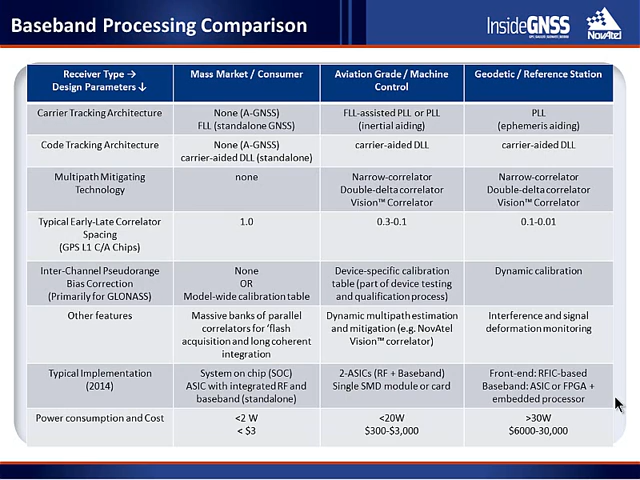 Baseband Processing Comparison
InsideGNSS
NovAtel
Receiver Type → Mass Market / Consumer Aviation Grade / Machine Geodetic / Reference Station
Design Parameters ↓ Control
Carrier Tracking Architecture None (A-GNSS) FLL-assisted PLL or PLL PLL
FLL (standalone GNSS) (inertial aiding) (ephemeris aiding)
Code Tracking Architecture None (A-GNSS) carrier-aided DLL carrier-aided DLL
carrier-aided DLL (standalone)
Multipath Mitigating none Narrow-correlator Narrow-correlator
Technology Double-delta correlator Double-delta correlator
Vision™ Correlator Vision™ Correlator
Typical Early-Late Correlator 1.0 0.3-0.1 0.1-0.01
Spacing
(GPS L1 C/A Chips)
Inter-Channel Pseudorange None Device-specific calibration Dynamic calibration
Bias Correction OR table (part of device testing
(Primarily for GLONASS) Model-wide calibration table and qualification process)
Other features Massive banks of parallel Dynamic multipath estimation Interference and signal
correlators for 'flash and mitigation (e.g. NovAtel deformation monitoring
acquisition and long coherent Vision™ correlator)
integration
Typical Implementation System on chip (SOC) 2-ASICs (RF + Baseband) Front-end: RFIC-based
(2014) ASIC with integrated RF and Single SMD module or card Baseband: ASIC or FPGA +
baseband (standalone) embedded processor
Power consumption and Cost <2 W <20W >30W
< $3 $300-$3,000 $6000-30,000